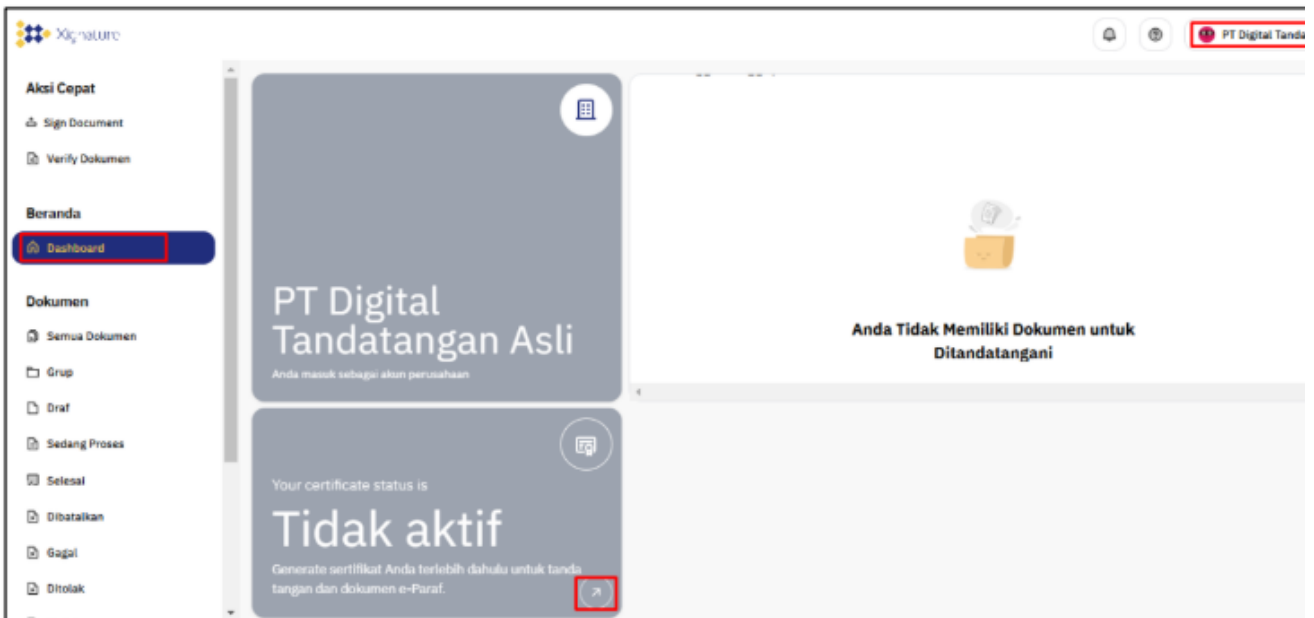 Xignature
PT Digital Tanda
Aksi Cepat
Sign Document
Verify Dokumen
Beranda
Dashboard
Dokumen
Semua Dokumen
Grup
Draf
Sedang Proses
Selesai
Dibatalkan
Gagal
Ditolak
PT Digital
Tandatangan Asli
Anda masuk sebagai akun perusahaan
Your certificate status is
Tidak aktif
Generate sertifikat Anda terlebih dahulu untuk tanda
tangan dan dokumen e-Paraf.
Anda Tidak Memiliki Dokumen untuk
Ditandatangani